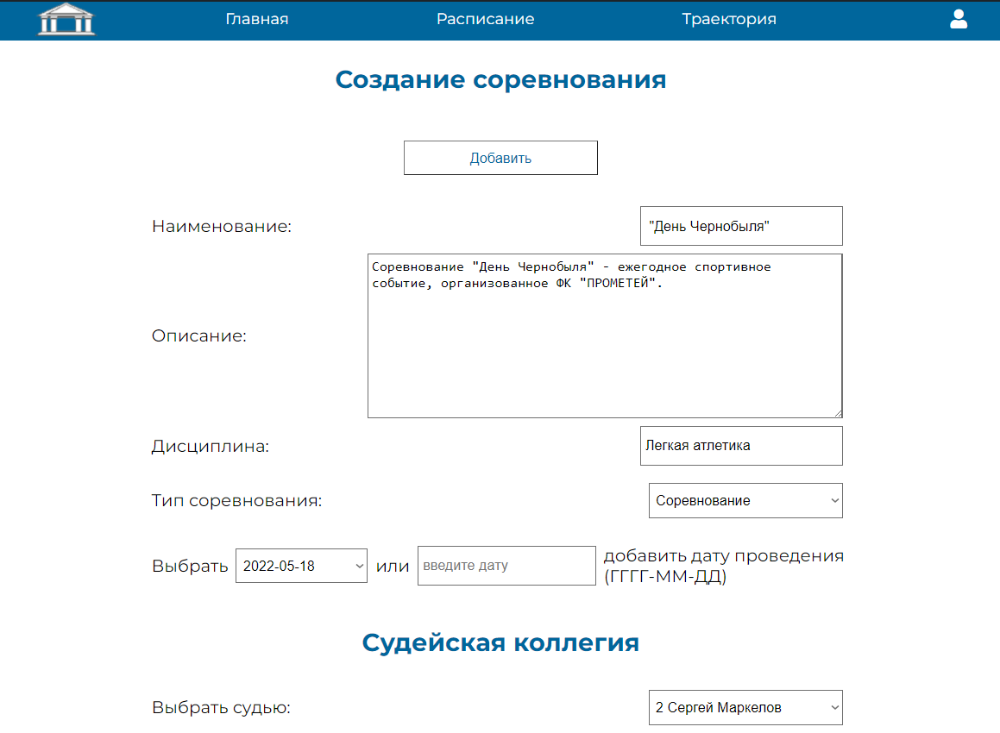 Главная Расписание Траектория
Создание соревнования
Добавить
Наименование: "День Чернобыля"
Соревнование "День Чернобыля" - ежегодное спортивное
событие, организованное ФК "ПРОМЕТЕЙ".
Описание:
Дисциплина: Легкая атлетика
Тип соревнования: Соревнование
Выбрать 2022-05-18 или введите дату добавить дату проведения
(ГГГГ-ММ-ДД)
Судейская коллегия
Выбрать судью: 2 Сергей Маркелов